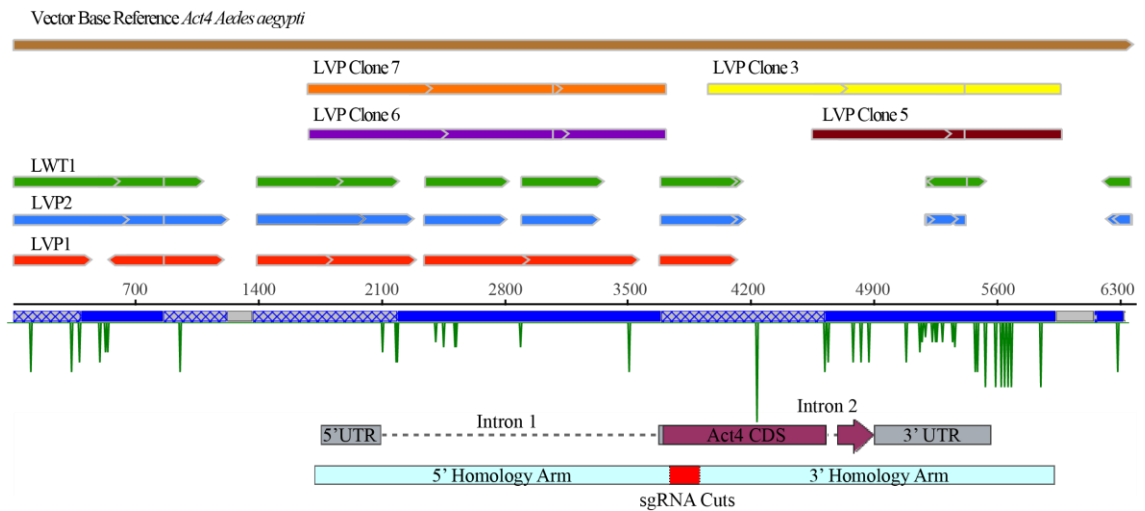 Vector Base Reference Act4 Aedes aegypti
LVP Clone 7 LVP Clone 3
LVP Clone 6 LVP Clone 5
LWT1
LVP2
LVP1
700 1400 2100 2800 3500 4200 4900 5600 6300
Intron 1 Intron 2
5'UTR Act4 CDS 3' UTR
5' Homology Arm 3' Homology Arm
sgRNA Cuts